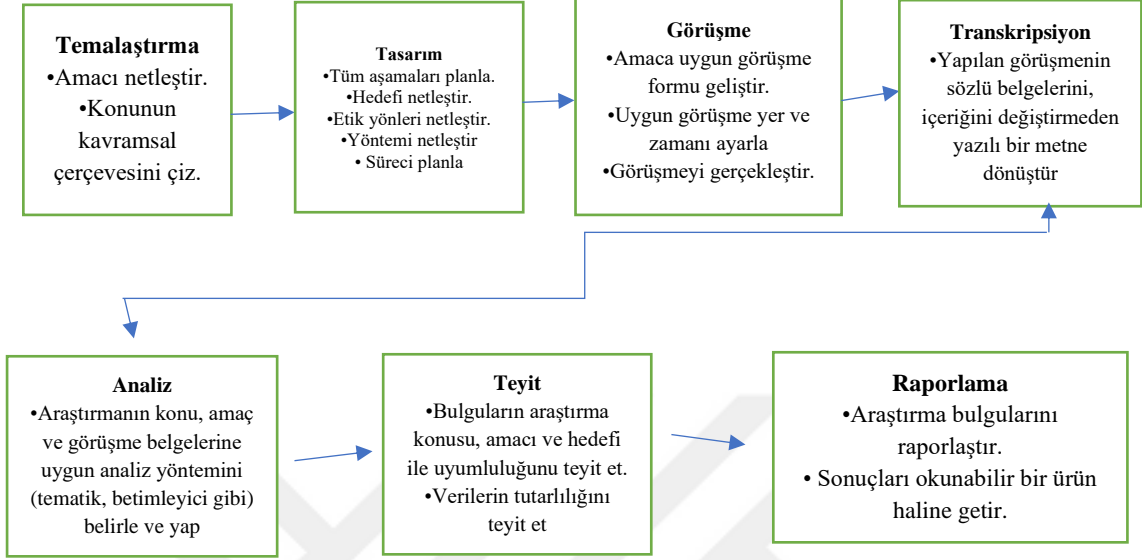 Temalaştırma
•Amacı netleştir.
•Konunun
kavramsal
çerçevesini çiz.
Tasarım
•Tüm aşamaları planla.
•Hedefi netleştir.
•Etik yönleri netleştir.
•Yöntemi netleştir
• Süreci planla
Görüşme
•Amaca uygun görüşme
formu geliştir.
•Uygun görüşme yer ve
zamanı ayarla
•Görüşmeyi gerçekleştir.
Transkripsiyon
•Yapılan görüşmenin
sözlü belgelerini,
içeriğini değiştirmeden
yazılı bir metne
dönüştür
Analiz
•Araştırmanın konu, amaç
ve görüşme belgelerine
uygun analiz yöntemini
(tematik, betimleyici gibi)
belirle ve yap
Teyit
•Bulguların araştırma
konusu, amacı ve hedefi
ile uyumluluğunu teyit et.
•Verilerin tutarlılığını
teyit et
Raporlama
•Araştırma bulgularını
raporlaştır.
• Sonuçları okunabilir bir ürün
haline getir.